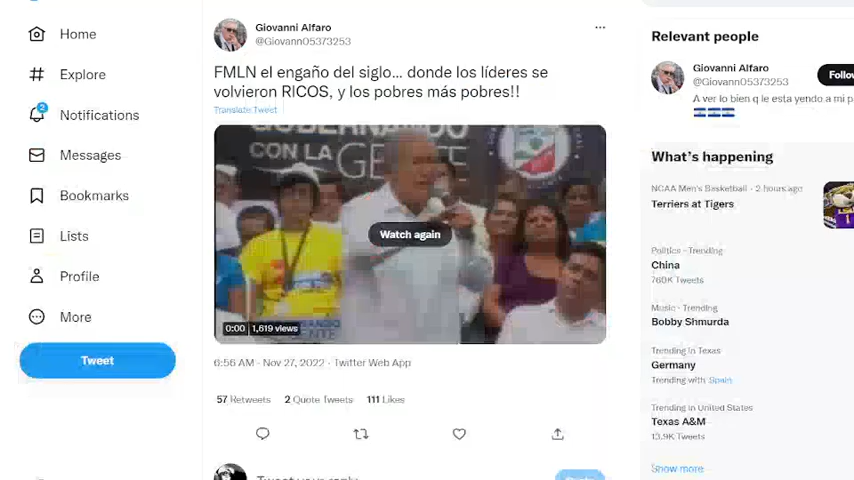 Home
Explore
2
Notifications
Messages
Bookmarks
Lists
Profile
More
Tweet
Giovanni Alfaro
@Giovann05373253
FMLN el engaño del siglo... donde los líderes se
volvieron RICOS, y los pobres más pobres!!
Translate Tweet
CON LA GENTE
Watch again
0:00 1,619 views
6:56 AM · Nov 27, 2022 · Twitter Web App
57 Retweets 2 Quote Tweets 111 Likes
Tweet your reply
Relevant people
Giovanni Alfaro
@Giovann05373253
Follow
A ver lo bien q le esta yendo a mi pa
What's happening
NCAA Men's Basketball · 2 hours ago
Terriers at Tigers
Politics · Trending
China
760K Tweets
Music · Trending
Bobby Shmurda
Trending in Texas
Germany
Trending with Spain
Trending in United States
Texas A&M
13.9K Tweets
Show more